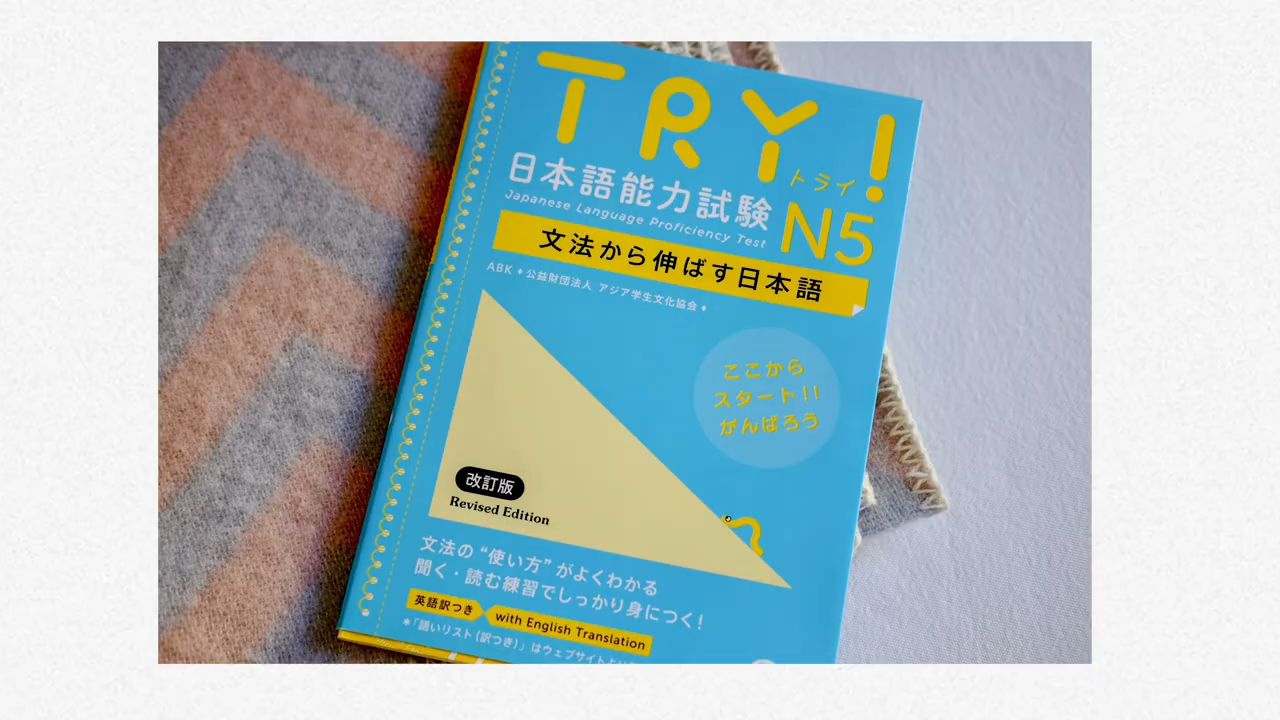 TRY!
トライ
日本語能力試験 N5
Japanese Language Proficiency Test
文法から伸ばす日本語
ABK ♦ 公益財団法人 アジア学生文化協会 ♦
ここから
スタート!!
がんばろう
改訂版
Revised Edition
文法の“使い方”がよくわかる
聞く・読む練習でしっかり身につく!
英語訳つき with English Translation
*「語いリスト(訳つき)」はウェブサイトより